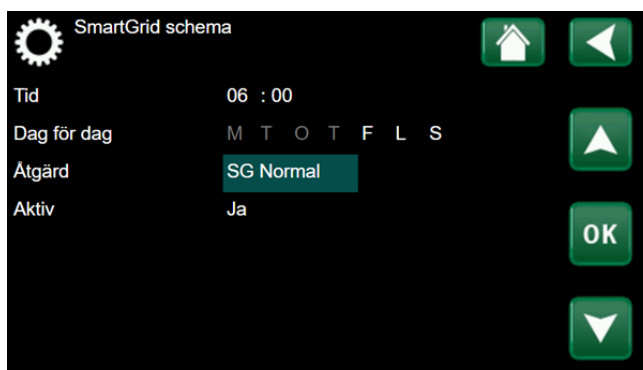 SmartGrid schema
Tid 06 : 00
Dag för dag M T O T F L S
Åtgärd SG Normal
Aktiv Ja
OK